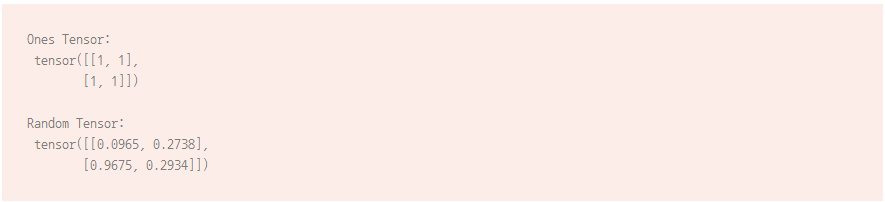 Ones Tensor:
tensor([[1, 1],
[1, 1]])
Random Tensor:
tensor([[0.0965, 0.2738],
[0.9675, 0.2934]])